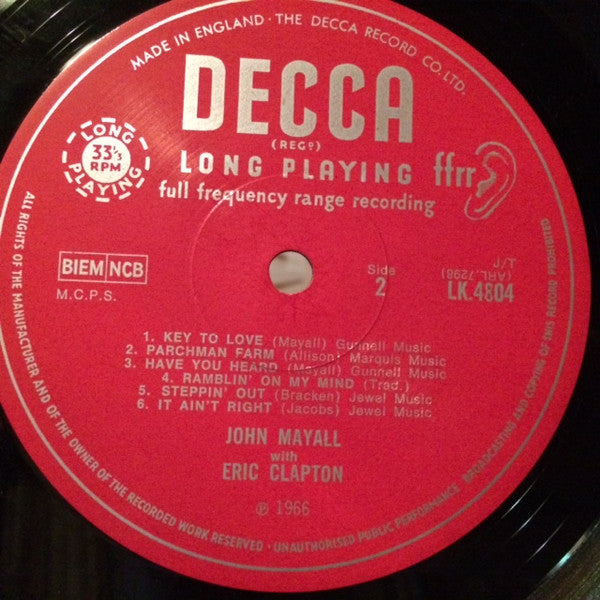 MADE IN ENGLAND · THE DECCA RECORD CO, LTD.
DECCA
(REGº)
LONG PLAYING ffrr
full frequency range recording
LONG
33⅓
RPM
PLAYING
BIEM NCB
M.C.P.S.
Side
2
T/T
(ARL.7296)
LK.4804
1. KEY TO LOVE (Mayall) Gunnell Music
2. PARCHMAN FARM (Allison) Marquis Music
3. HAVE YOU HEARD (Mayall) Gunnell Music
4. RAMBLIN' ON MY MIND (Trad.)
5. STEPPIN' OUT (Bracken) Jewel Music
6. IT AIN'T RIGHT (Jacobs) Jewel Music
JOHN MAYALL
with
ERIC CLAPTON
℗ 1966
ALL RIGHTS OF THE MANUFACTURER AND OF THE OWNER OF THE RECORDED WORK RESERVED · UNAUTHORISED PUBLIC PERFORMANCE, BROADCASTING AND COPYING OF THIS RECORD PROHIBITED